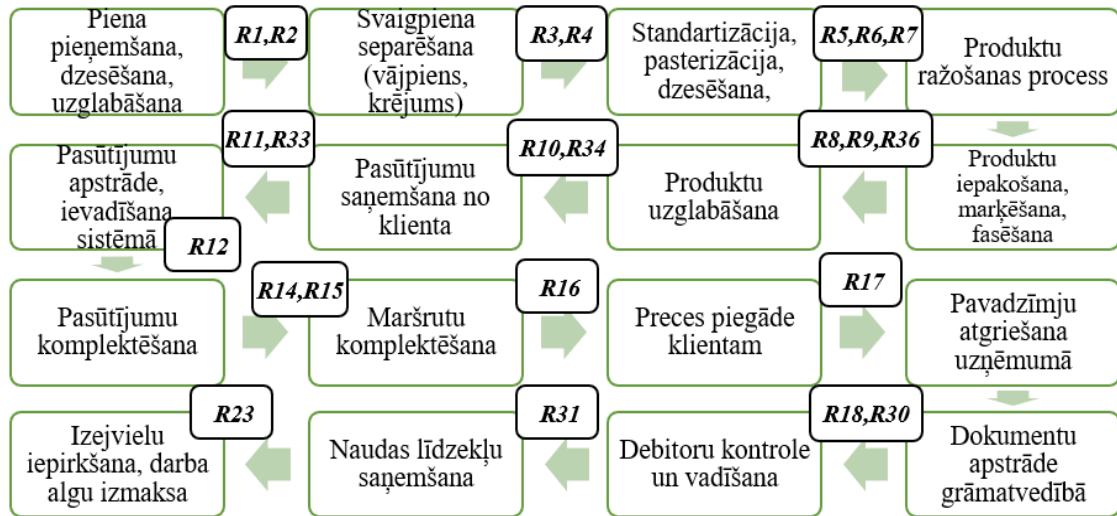 Piena
pieņemšana,
dzesēšana,
uzglabāšana
R1,R2
Svaigpiena
separēšana
(vājpiens,
krējums)
R3,R4
Standartizācija,
pasterizācija,
dzesēšana,
R5,R6,R7
Produktu
ražošanas process
R8,R9,R36
Produktu
iepakošana,
marķēšana,
fasēšana
Produktu
uzglabāšana
R10,R34
Pasūtījumu
saņemšana no
klienta
R11,R33
Pasūtījumu
apstrāde,
ievadīšana
sistēmā
R12
Pasūtījumu
komplektēšana
R14,R15
Maršrutu
komplektēšana
R16
Preces piegāde
klientam
R17
Pavadzīmju
atgriešana
uzņēmumā
Dokumentu
apstrāde
grāmatvedībā
R18,R30
Debitoru kontrole
un vadīšana
R31
Naudas līdzekļu
saņemšana
R23
Izejvielu
iepirkšana, darba
algu izmaksa